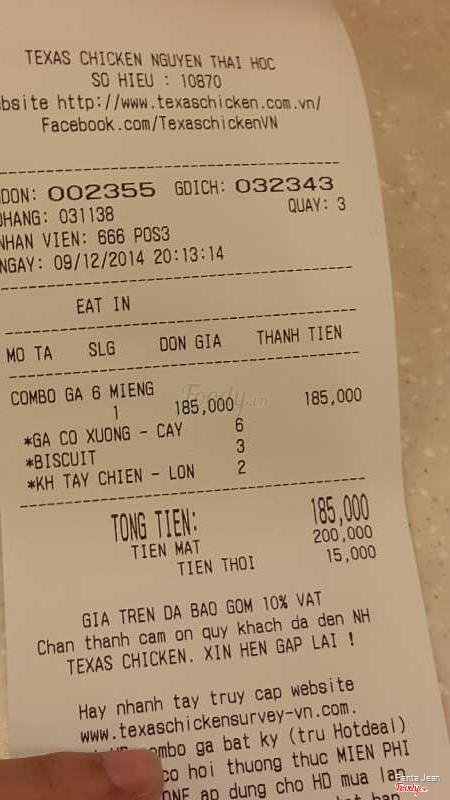 TEXAS CHICKEN NGUYEN THAI HOC
SO HIEU : 10870
bsite http://www.texaschicken.com.vn/
Facebook.com/TexaschickenVN
DON: 002355 GDICH: 032343
HANG: 031138 QUAY: 3
NHAN VIEN: 666 POS3
NGAY: 09/12/2014 20:13:14
EAT IN
MO TA SLG DON GIA THANH TIEN
COMBO GA 6 MIENG
1 185,000 185,000
*GA CO XUONG - CAY 6
*BISCUIT 3
*KH TAY CHIEN - LON 2
Foody.vn
TONG TIEN: 185,000
TIEN MAT 200,000
TIEN THOI 15,000
GIA TREN DA BAO GOM 10% VAT
Chan thanh cam on quy khach da den NH
TEXAS CHICKEN. XIN HEN GAP LAI !
Hay nhanh tay truy cap website
www.texaschickensurvey-vn.com.
combo ga bat ky (tru Hotdeal)
co hoi thuong thuc MIEN PHI
ap dung cho HD mua lan
Penta Jean
Foody.vn